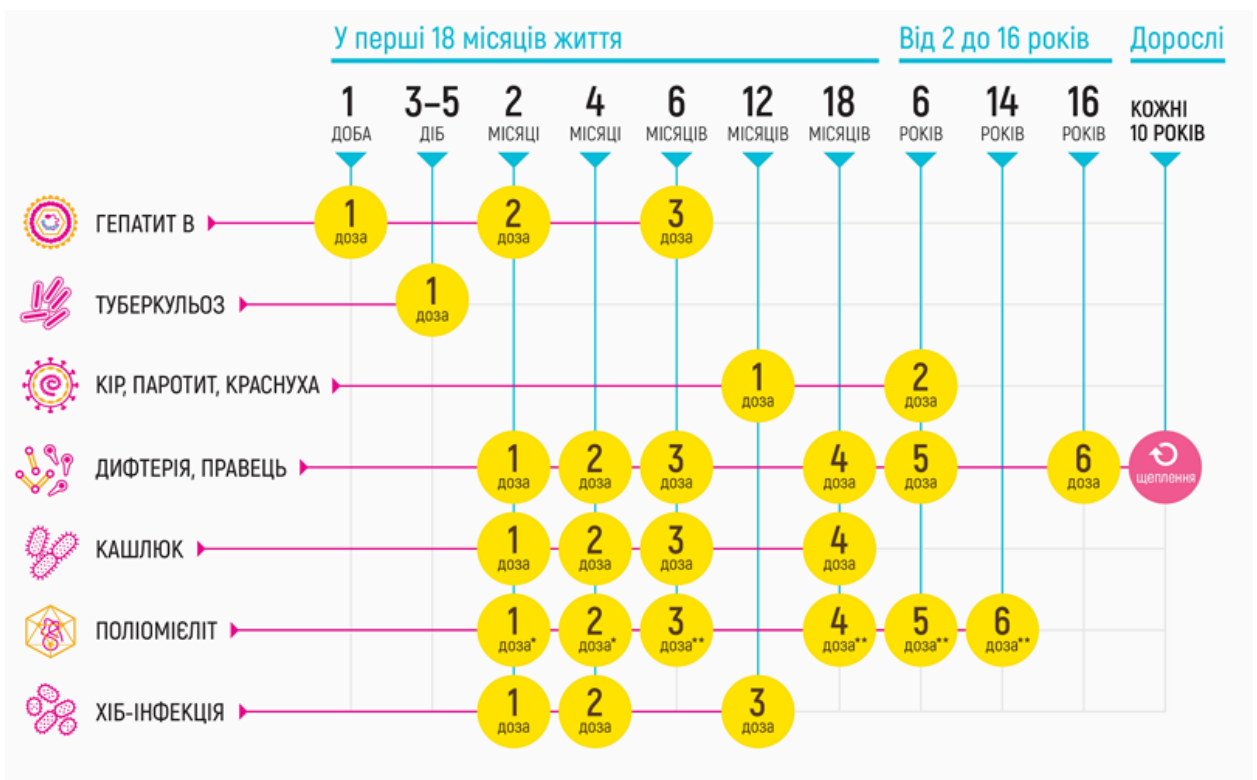 У перші 18 місяців життя Від 2 до 16 років Дорослі
1 3–5 2 4 6 12 18 6 14 16 КОЖНІ
ДОБА ДІБ МІСЯЦІ МІСЯЦІ МІСЯЦІВ МІСЯЦІВ МІСЯЦІВ РОКІВ РОКІВ РОКІВ 10 РОКІВ
ГЕПАТИТ В 1 2 3
доза доза доза
ТУБЕРКУЛЬОЗ 1
доза
КІР, ПАРОТИТ, КРАСНУХА 1 2
доза доза
ДИФТЕРІЯ, ПРАВЕЦЬ 1 2 3 4 5 6
доза доза доза доза доза доза щеплення
КАШЛЮК 1 2 3 4
доза доза доза доза
ПОЛІОМІЄЛІТ 1 2 3 4 5 6
доза* доза* доза** доза** доза** доза**
ХІБ-ІНФЕКЦІЯ 1 2 3
доза доза доза